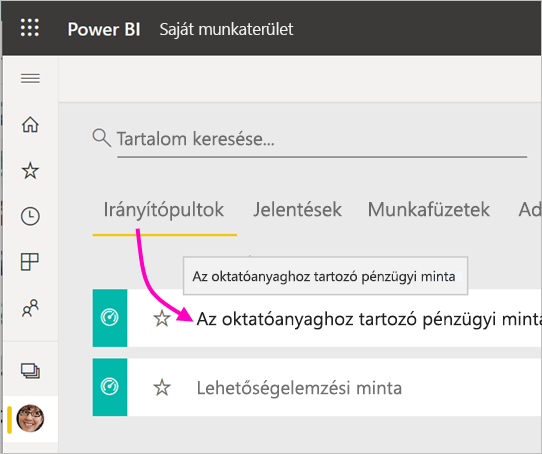 Power BI Saját munkaterület
Tartalom keresése...
Irányítópultok Jelentések Munkafüzetek Ad
Az oktatóanyaghoz tartozó pénzügyi minta
Az oktatóanyaghoz tartozó pénzügyi minta
Lehetőségelemzési minta